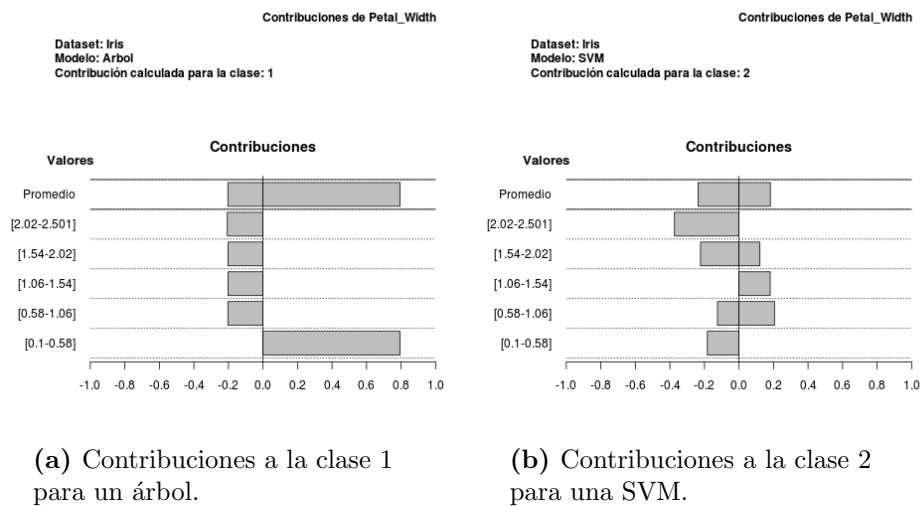 Contribuciones de Petal_Width
Dataset: Iris
Modelo: Arbol
Contribución calculada para la clase: 1
Contribuciones
Valores
Promedio
[2.02-2.501]
[1.54-2.02]
[1.06-1.54]
[0.58-1.06]
[0.1-0.58]
-1.0 -0.8 -0.6 -0.4 -0.2 0.0 0.2 0.4 0.6 0.8 1.0
(a) Contribuciones a la clase 1
para un árbol.
Contribuciones de Petal_Width
Dataset: Iris
Modelo: SVM
Contribución calculada para la clase: 2
Contribuciones
Valores
Promedio
[2.02-2.501]
[1.54-2.02]
[1.06-1.54]
[0.58-1.06]
[0.1-0.58]
-1.0 -0.8 -0.6 -0.4 -0.2 0.0 0.2 0.4 0.6 0.8 1.0
(b) Contribuciones a la clase 2
para una SVM.